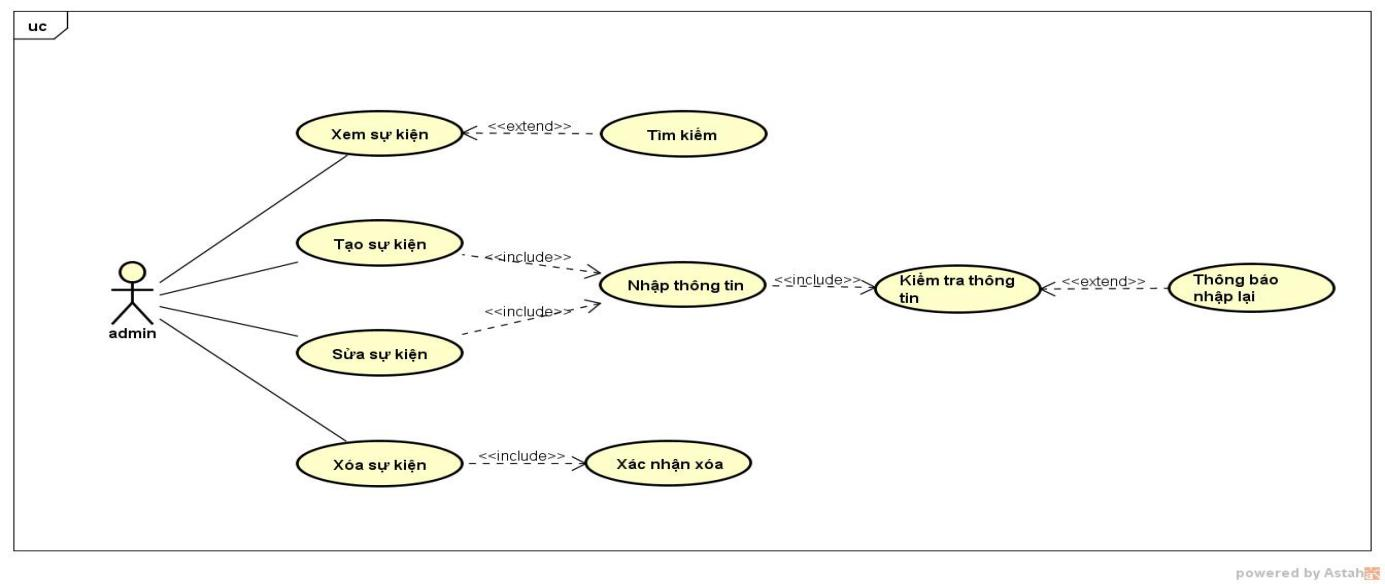 uc
Xem sự kiện
<<extend>>
Tìm kiếm
Tạo sự kiện
<<include>>
Nhập thông tin
<<include>>
Kiểm tra thông
tin
<<extend>>
Thông báo
nhập lại
<<include>>
Sửa sự kiện
admin
Xóa sự kiện
<<include>>
Xác nhận xóa
powered by Astah